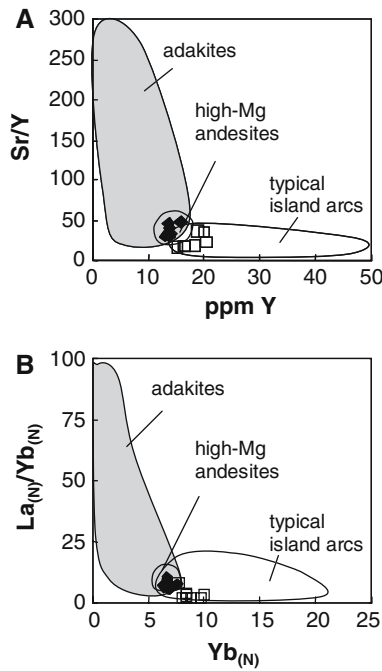 A
300
250
200
150
100
50
0
Sr/Y
adakites
high-Mg
andesites
typical
island arcs
0 10 20 30 40 50
ppm Y
B
100
75
50
25
0
La(N)/Yb(N)
adakites
high-Mg
andesites
typical
island arcs
0 5 10 15 20 25
Yb(N)